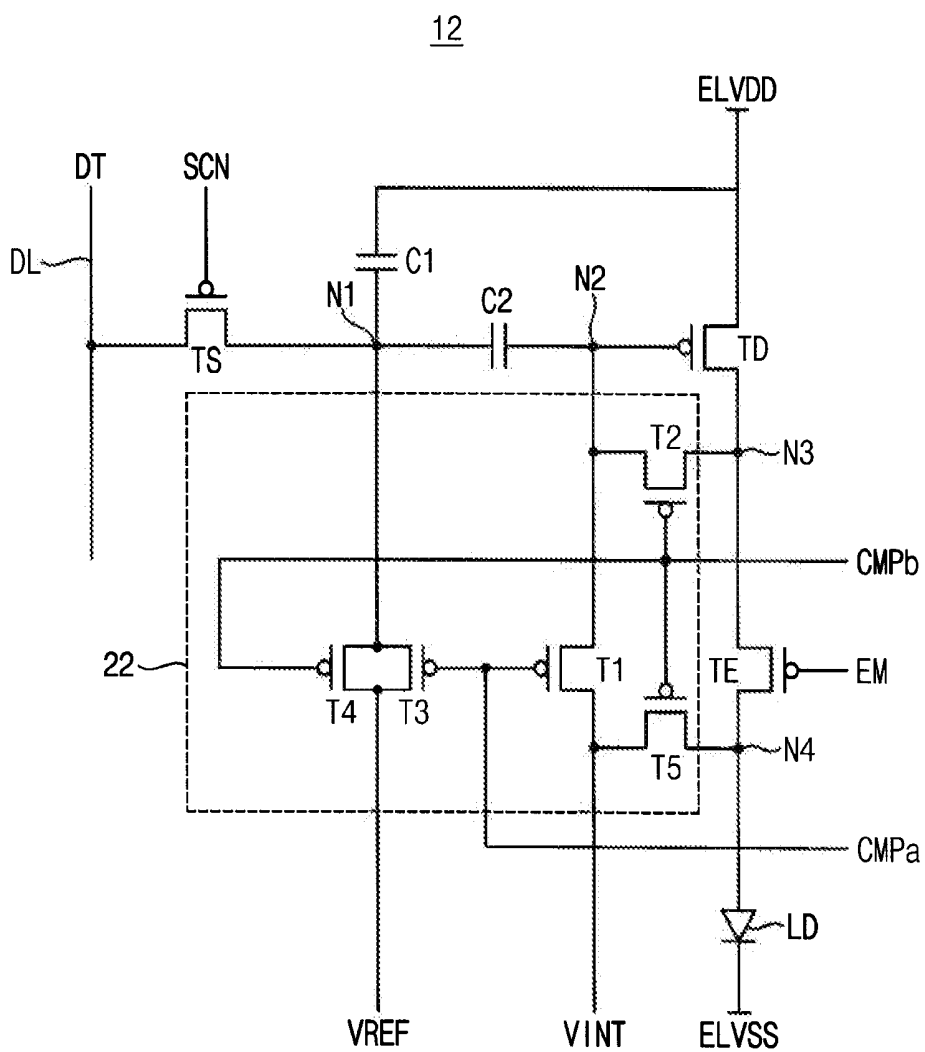 12
ELVDD
DT
SCN
DL
C1
N1
C2
N2
TS
TD
T2
N3
CMPb
22
T4
T3
T1
TE
EM
T5
N4
CMPa
LD
VREF
VINT
ELVSS